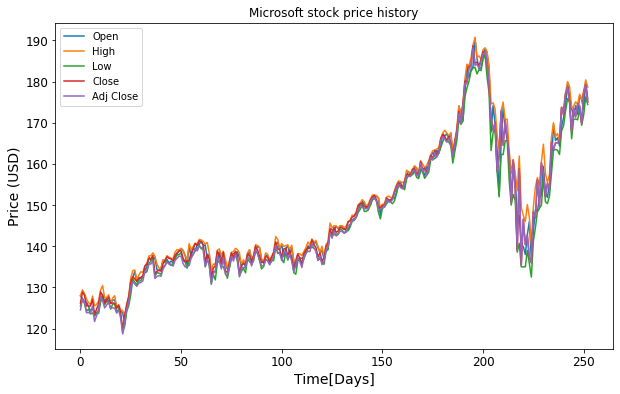 Microsoft stock price history
Open
High
Low
Close
Adj Close
Price (USD)
190
180
170
160
150
140
130
120
0 50 100 150 200 250
Time[Days]